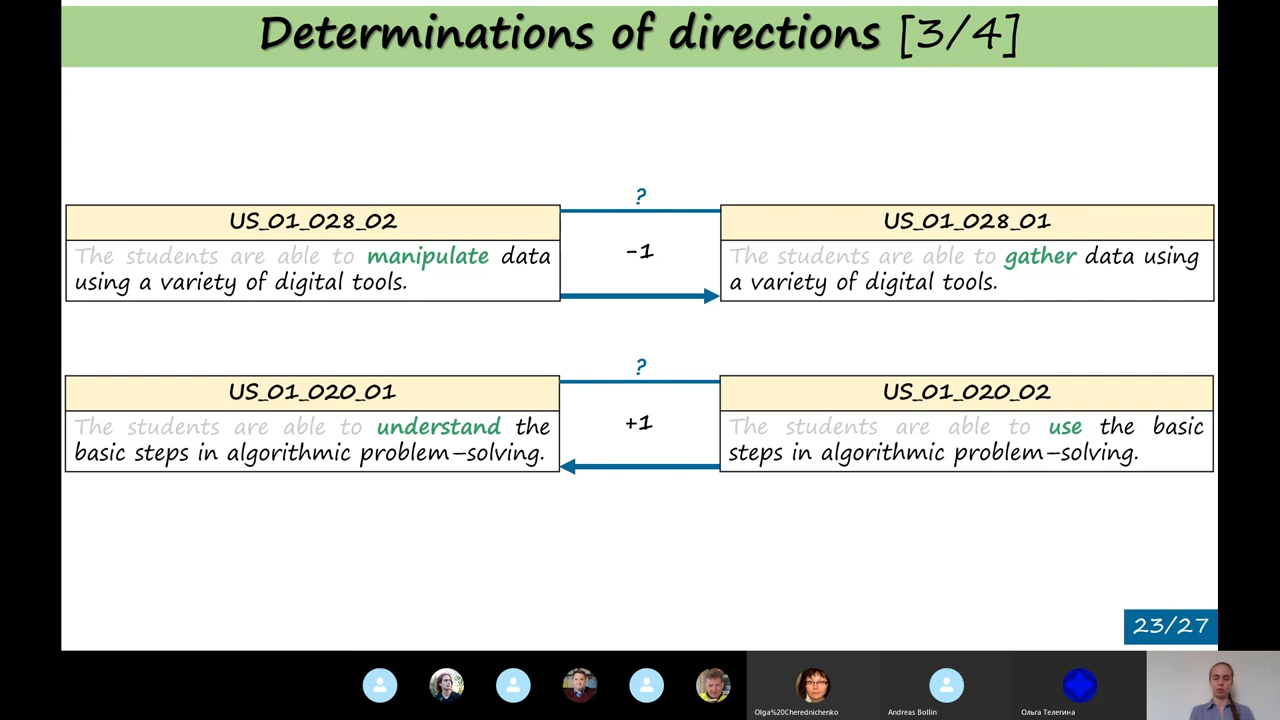 Determinations of directions [3/4]
?
US_01_028_02
US_01_028_01
The students are able to manipulate data
using a variety of digital tools.
-1
The students are able to gather data using
a variety of digital tools.
?
US_01_020_01
US_01_020_02
The students are able to understand the
basic steps in algorithmic problem–solving.
+1
The students are able to use the basic
steps in algorithmic problem–solving.
23/27
Olga%20Cherednichenko
Andreas Bollin
Ольга Телегина